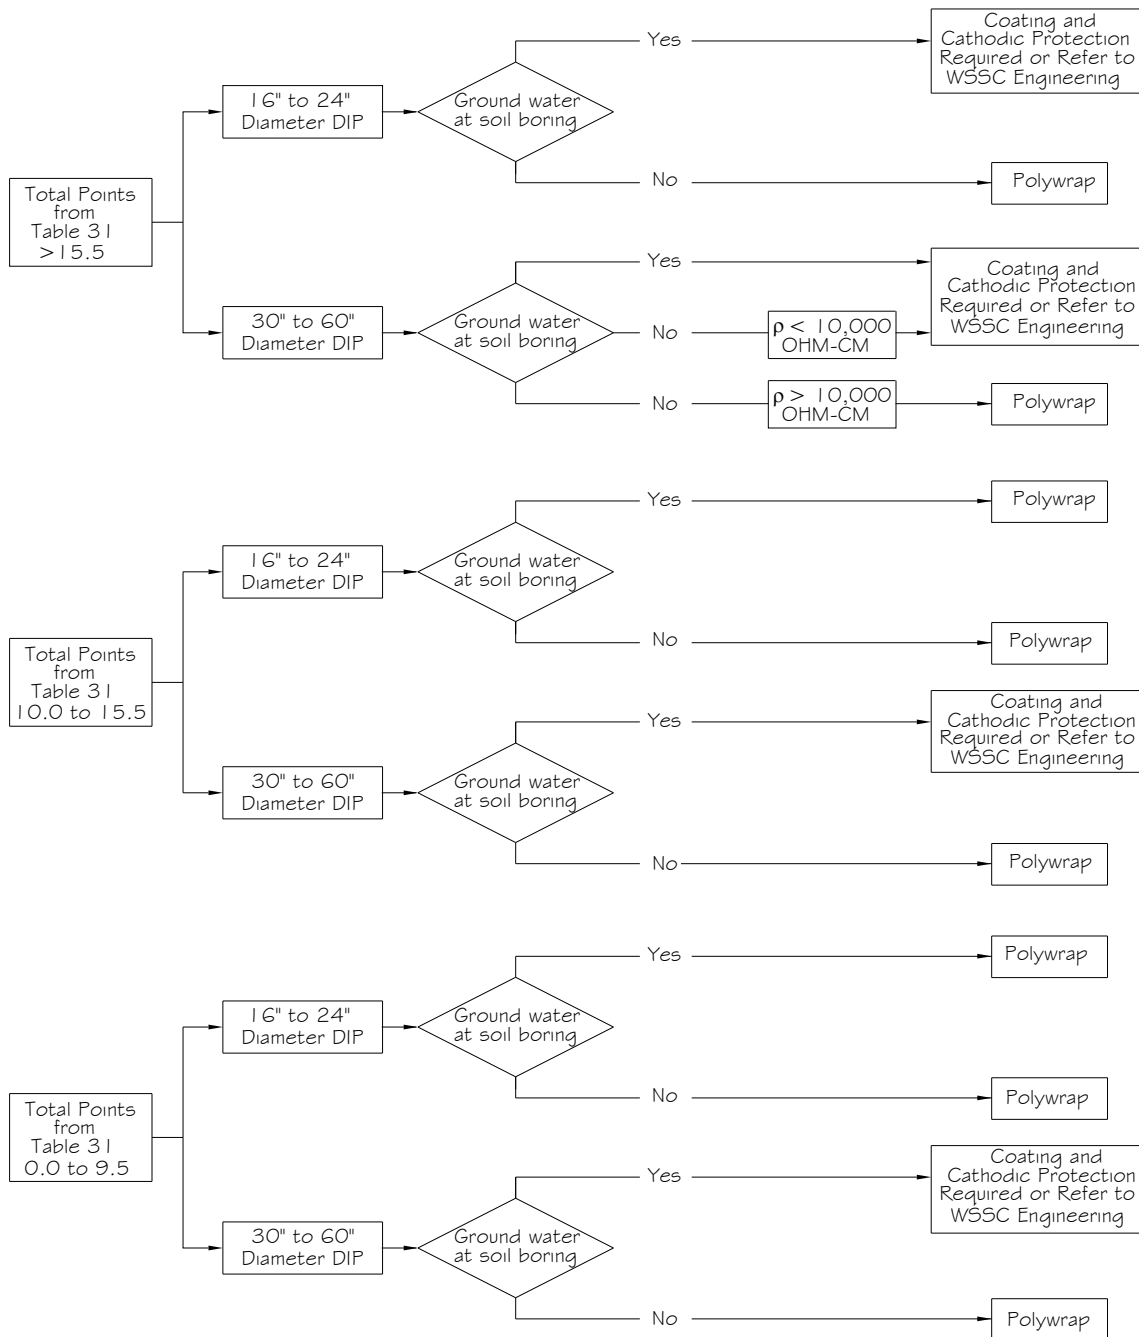 Yes
Coating and
Cathodic Protection
Required or Refer to
WSSC Engineering
16" to 24"
Diameter DIP
Ground water
at soil boring
No
Polywrap
Total Points
from
Table 31
>15.5
Yes
Coating and
Cathodic Protection
Required or Refer to
WSSC Engineering
30" to 60"
Diameter DIP
Ground water
at soil boring
No
ρ < 10,000
OHM-CM
No
ρ > 10,000
OHM-CM
Polywrap
Yes
Polywrap
16" to 24"
Diameter DIP
Ground water
at soil boring
No
Polywrap
Total Points
from
Table 31
10.0 to 15.5
Yes
Coating and
Cathodic Protection
Required or Refer to
WSSC Engineering
30" to 60"
Diameter DIP
Ground water
at soil boring
No
Polywrap
Yes
Polywrap
16" to 24"
Diameter DIP
Ground water
at soil boring
No
Polywrap
Total Points
from
Table 31
0.0 to 9.5
Yes
Coating and
Cathodic Protection
Required or Refer to
WSSC Engineering
30" to 60"
Diameter DIP
Ground water
at soil boring
No
Polywrap